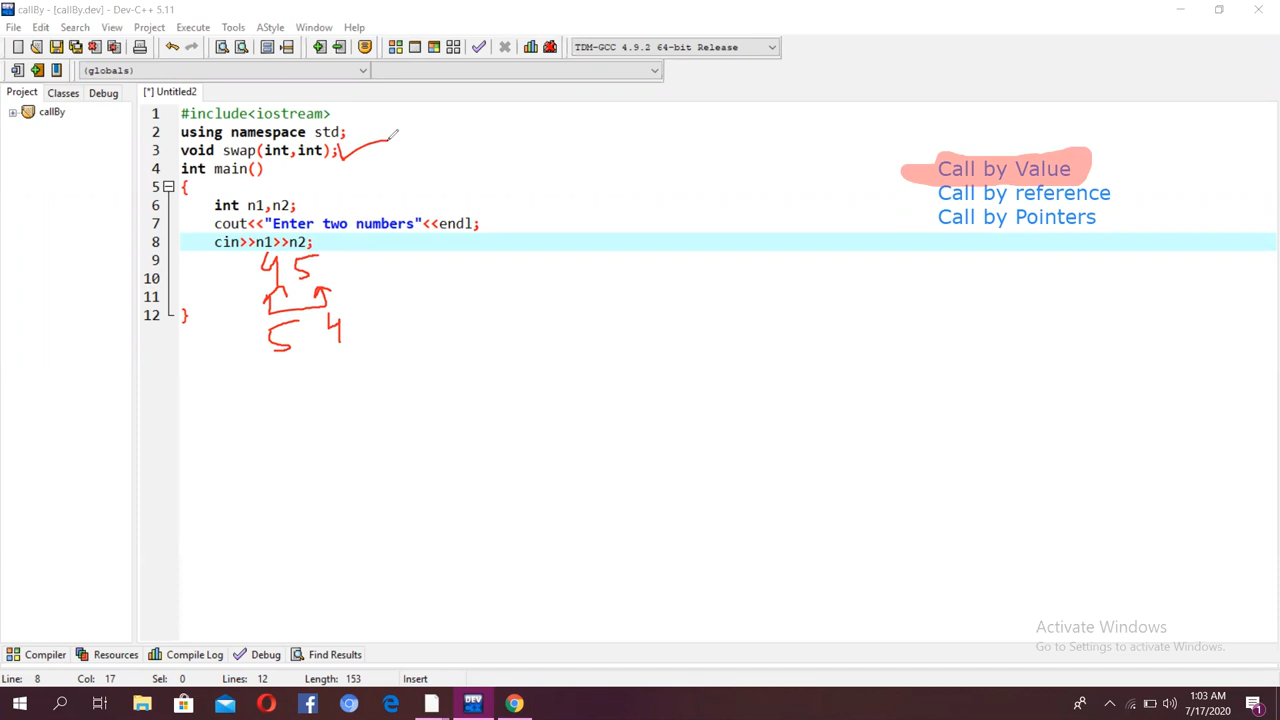 callBy - [callBy.dev] - Dev-C++ 5.11
File Edit Search View Project Execute Tools AStyle Window Help
TDM-GCC 4.9.2 64-bit Release
(globals)
Project Classes Debug [*] Untitled2
callBy
1 #include<iostream>
2 using namespace std;
3 void swap(int,int);
4 int main()
5 {
6 int n1,n2;
7 cout<<"Enter two numbers"<<endl;
8 cin>>n1>>n2;
9
10
11
12 }
4 5
5 4
Call by Value
Call by reference
Call by Pointers
Activate Windows
Go to Settings to activate Windows.
Compiler Resources Compile Log Debug Find Results
Line: 8 Col: 17 Sel: 0 Lines: 12 Length: 153 Insert
DEV
1:03 AM
7/17/2020
1